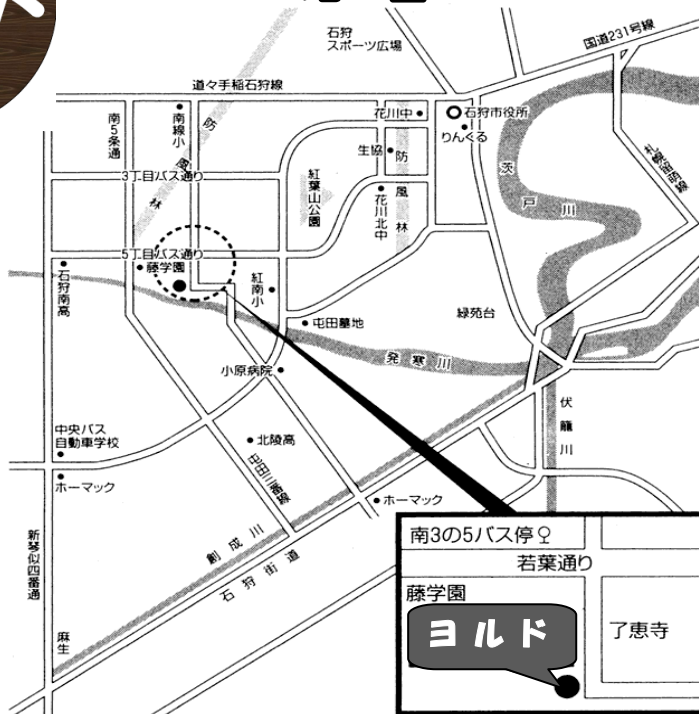 石狩
スポーツ広場
国道231号線
道々手稲石狩線
南5条通
南線小
防風林
花川中
石狩市役所
りんくる
生協
防風林
茨戸川
札幌留萌線
3丁目バス通り
紅葉山公園
花川北中
5丁目バス通り
藤学園
石狩南高
紅南小
屯田墓地
緑苑台
発寒川
小原病院
伏籠川
中央バス
自動車学校
北陵高
屯田三番線
ホーマック
ホーマック
新琴似四番通
創成川
石狩街道
麻生
南3の5バス停
若葉通り
藤学園
ヨルド
了恵寺